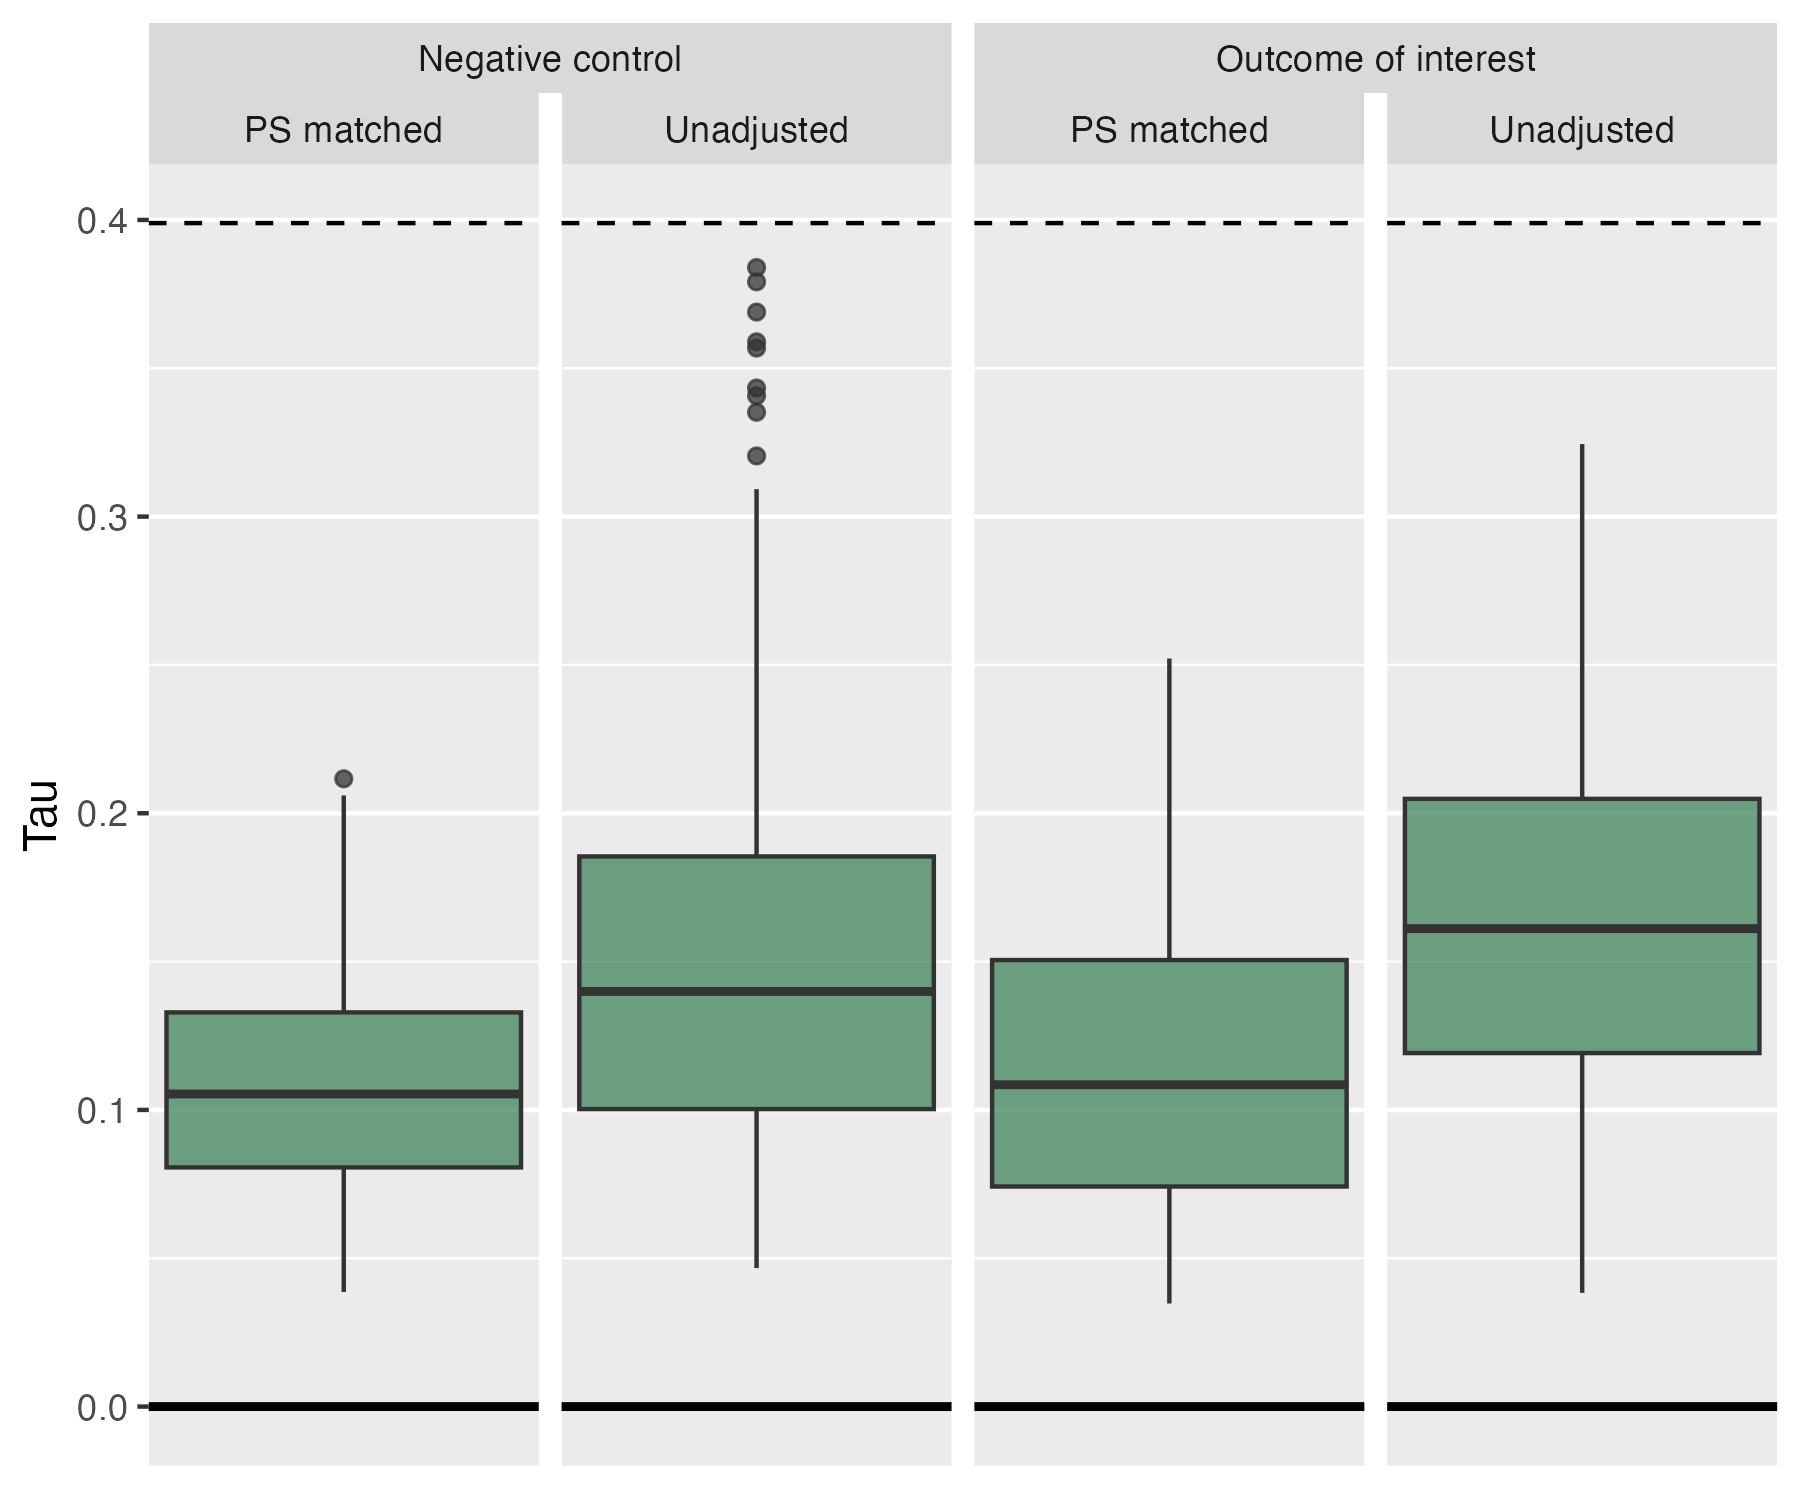 Negative control
Outcome of interest
PS matched
Unadjusted
PS matched
Unadjusted
Tau
0.4
0.3
0.2
0.1
0.0